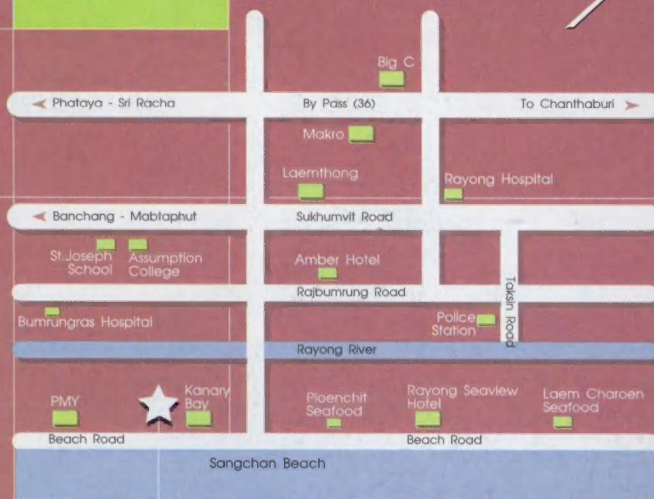 Big C
Phataya - Sri Racha
By Pass (36)
To Chanthaburi
Makro
Laemthong
Rayong Hospital
Banchang - Mabtaphut
Sukhumvit Road
St.Joseph
School
Assumption
College
Amber Hotel
Taksin Road
Rajbumrung Road
Bumrungras Hospital
Police
Station
Rayong River
PMY
Kanary
Bay
Ploenchit
Seafood
Rayong Seaview
Hotel
Laem Charoen
Seafood
Beach Road
Beach Road
Sangchan Beach